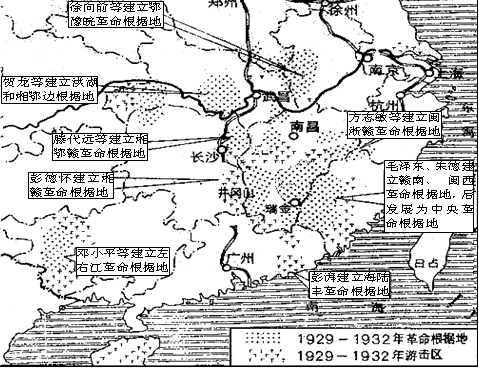 徐向前等建立鄂
豫皖革命根据地
郑州
徐州
贺龙等建立洪湖
和湘鄂边根据地
武昌
南京
上海
杭州
方志敏等建立闽
浙赣革命根据地
东
海
滕代远等建立湘
鄂赣革命根据地
南昌
长沙
彭德怀建立湘
赣革命根据地
井冈山
瑞金
毛泽东、朱德建
立赣南、闽西
革命根据地,后
发展为中央革
命根据地
邓小平等建立左
右江革命根据地
广州
彭湃建立海陆
丰革命根据地
日占
南 海
1929-1932年革命根据地
1929-1932年游击区